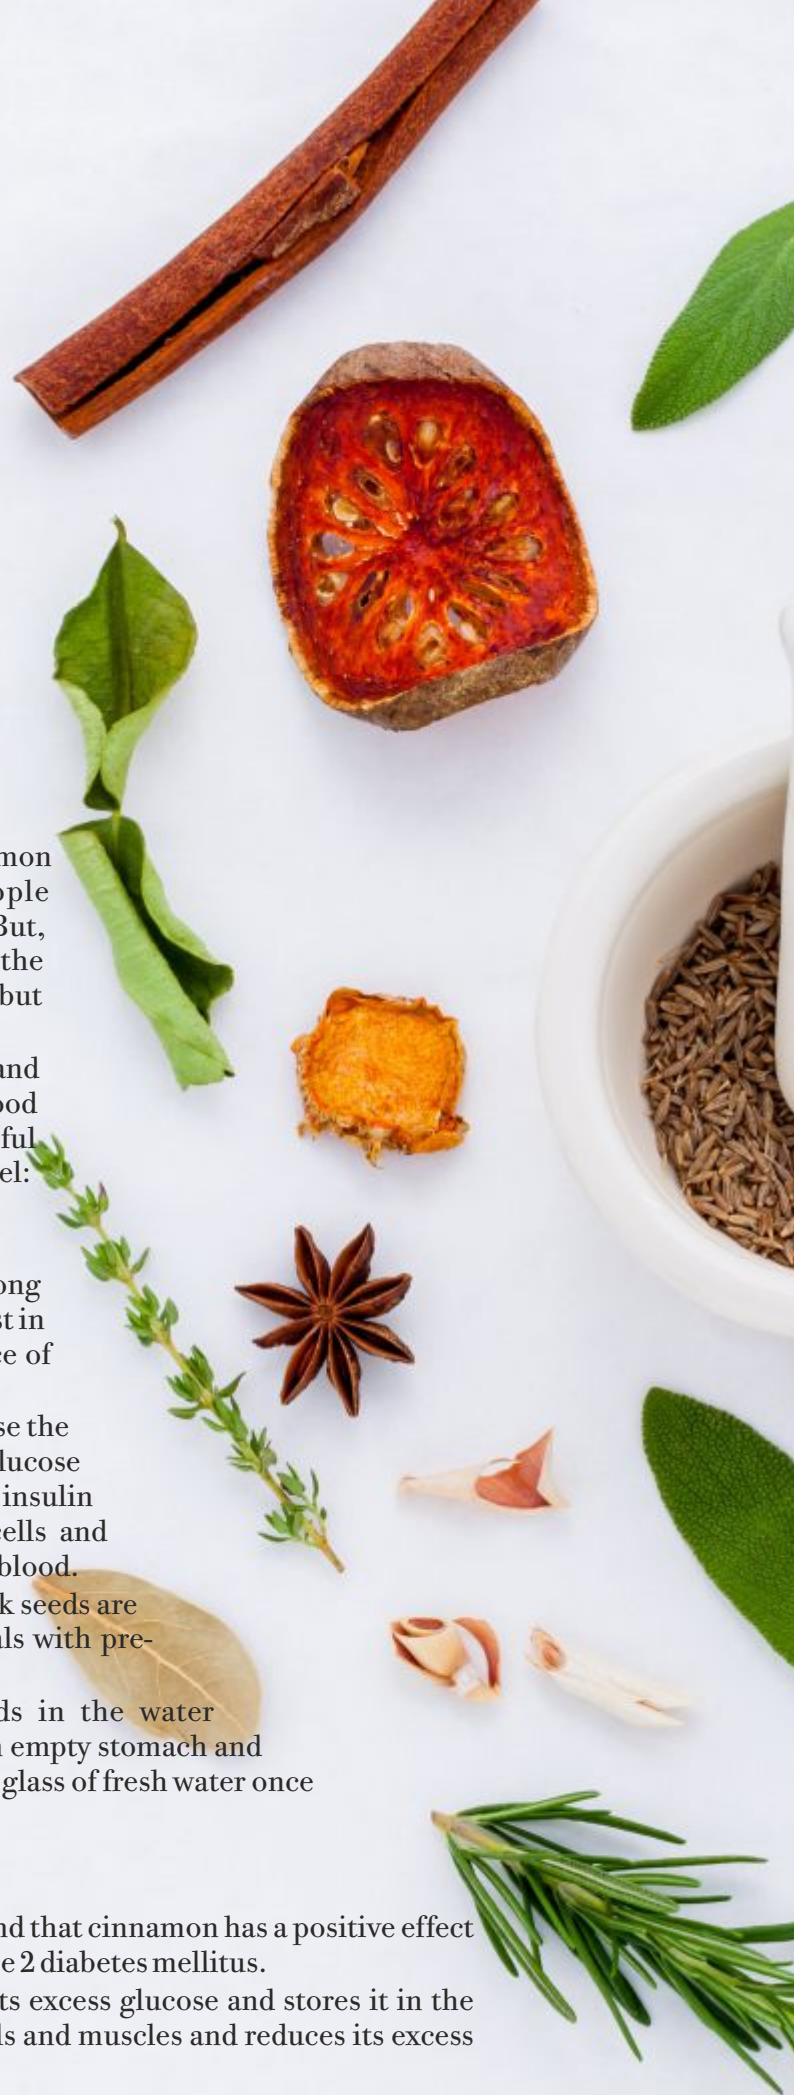 mon
ople
But,
the
but
and
ood
ful
el:
ong
st in
ce of
se the
lucose
insulin
cells and
blood.
k seeds are
ls with pre-
ds in the water
n empty stomach and
glass of fresh water once
nd that cinnamon has a positive effect
e 2 diabetes mellitus.
ts excess glucose and stores it in the
ls and muscles and reduces its excess